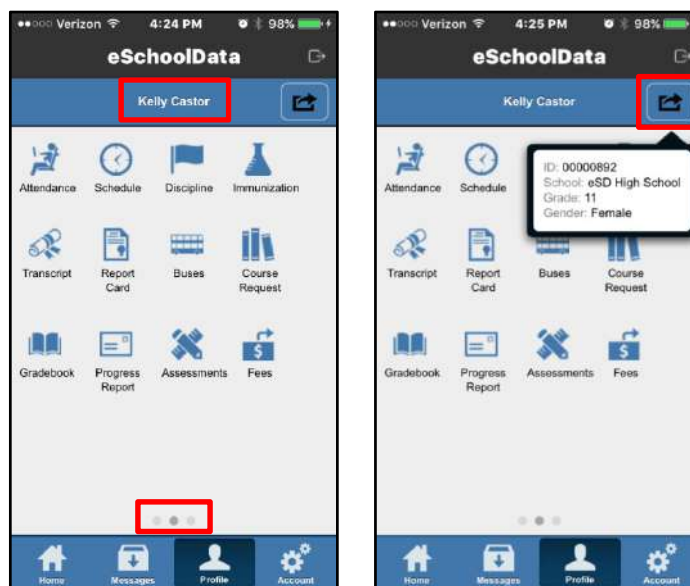 Verizon 4:24 PM 98%
eSchoolData
Kelly Castor
Attendance Schedule Discipline Immunization
Transcript Report Card Buses Course Request
Gradebook Progress Report Assessments Fees
Home Messages Profile Account
Verizon 4:25 PM 98%
eSchoolData
Kelly Castor
ID: 00000892
School: eSD High School
Grade: 11
Gender: Female
Attendance Schedule
Transcript Report Card Buses Course Request
Gradebook Progress Report Assessments Fees
Home Messages Profile Account